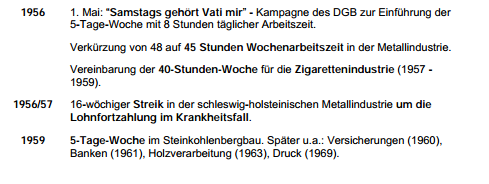 1956 1. Mai: "Samstags gehört Vati mir" - Kampagne des DGB zur Einführung der
5-Tage-Woche mit 8 Stunden täglicher Arbeitszeit.
Verkürzung von 48 auf 45 Stunden Wochenarbeitszeit in der Metallindustrie.
Vereinbarung der 40-Stunden-Woche für die Zigarettenindustrie (1957 -
1959).
1956/57 16-wöchiger Streik in der schleswig-holsteinischen Metallindustrie um die
Lohnfortzahlung im Krankheitsfall.
1959 5-Tage-Woche im Steinkohlenbergbau. Später u.a.: Versicherungen (1960),
Banken (1961), Holzverarbeitung (1963), Druck (1969).